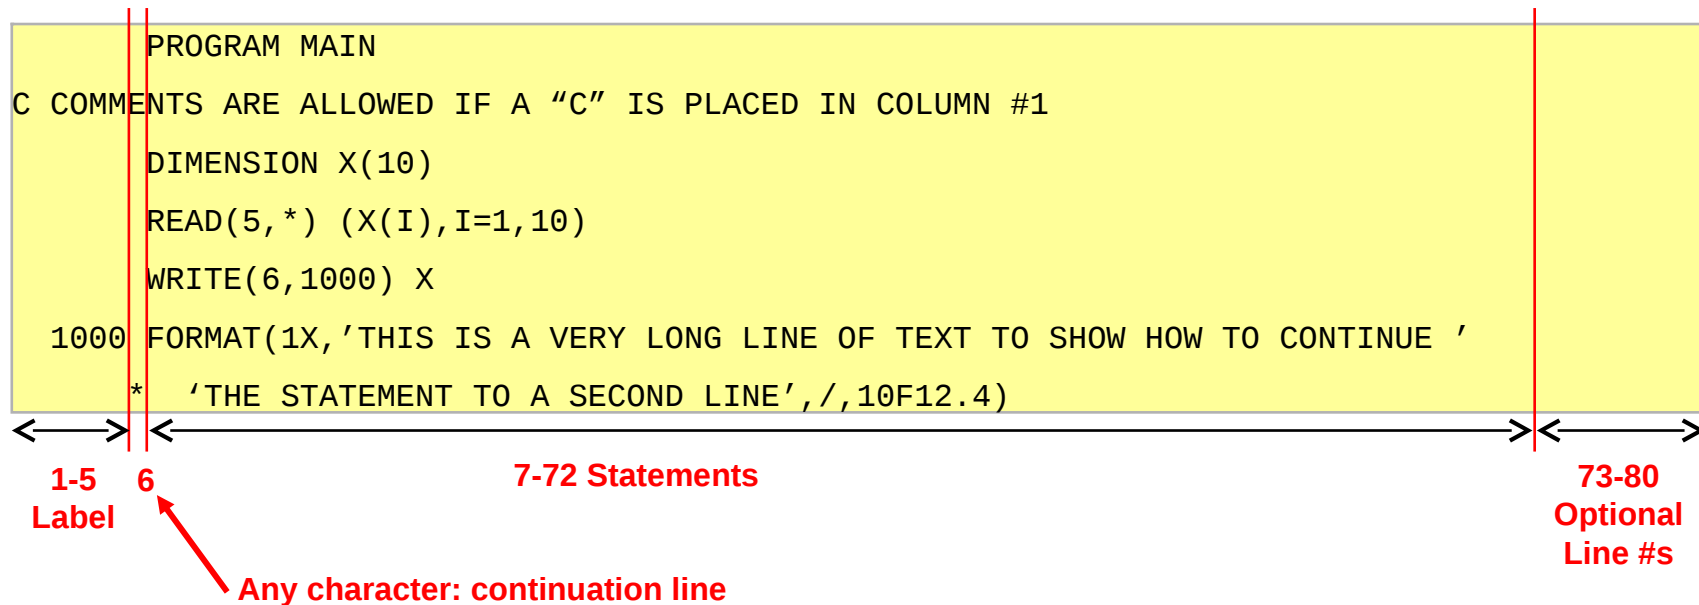 PROGRAM MAIN
C COMMENTS ARE ALLOWED IF A “C” IS PLACED IN COLUMN #1
DIMENSION X(10)
READ(5,*) (X(I),I=1,10)
WRITE(6,1000) X
1000 FORMAT(1X,’THIS IS A VERY LONG LINE OF TEXT TO SHOW HOW TO CONTINUE ’
* ‘THE STATEMENT TO A SECOND LINE’,/,10F12.4)
1-5
Label
6
7-72 Statements
73-80
Optional
Line #s
Any character: continuation line